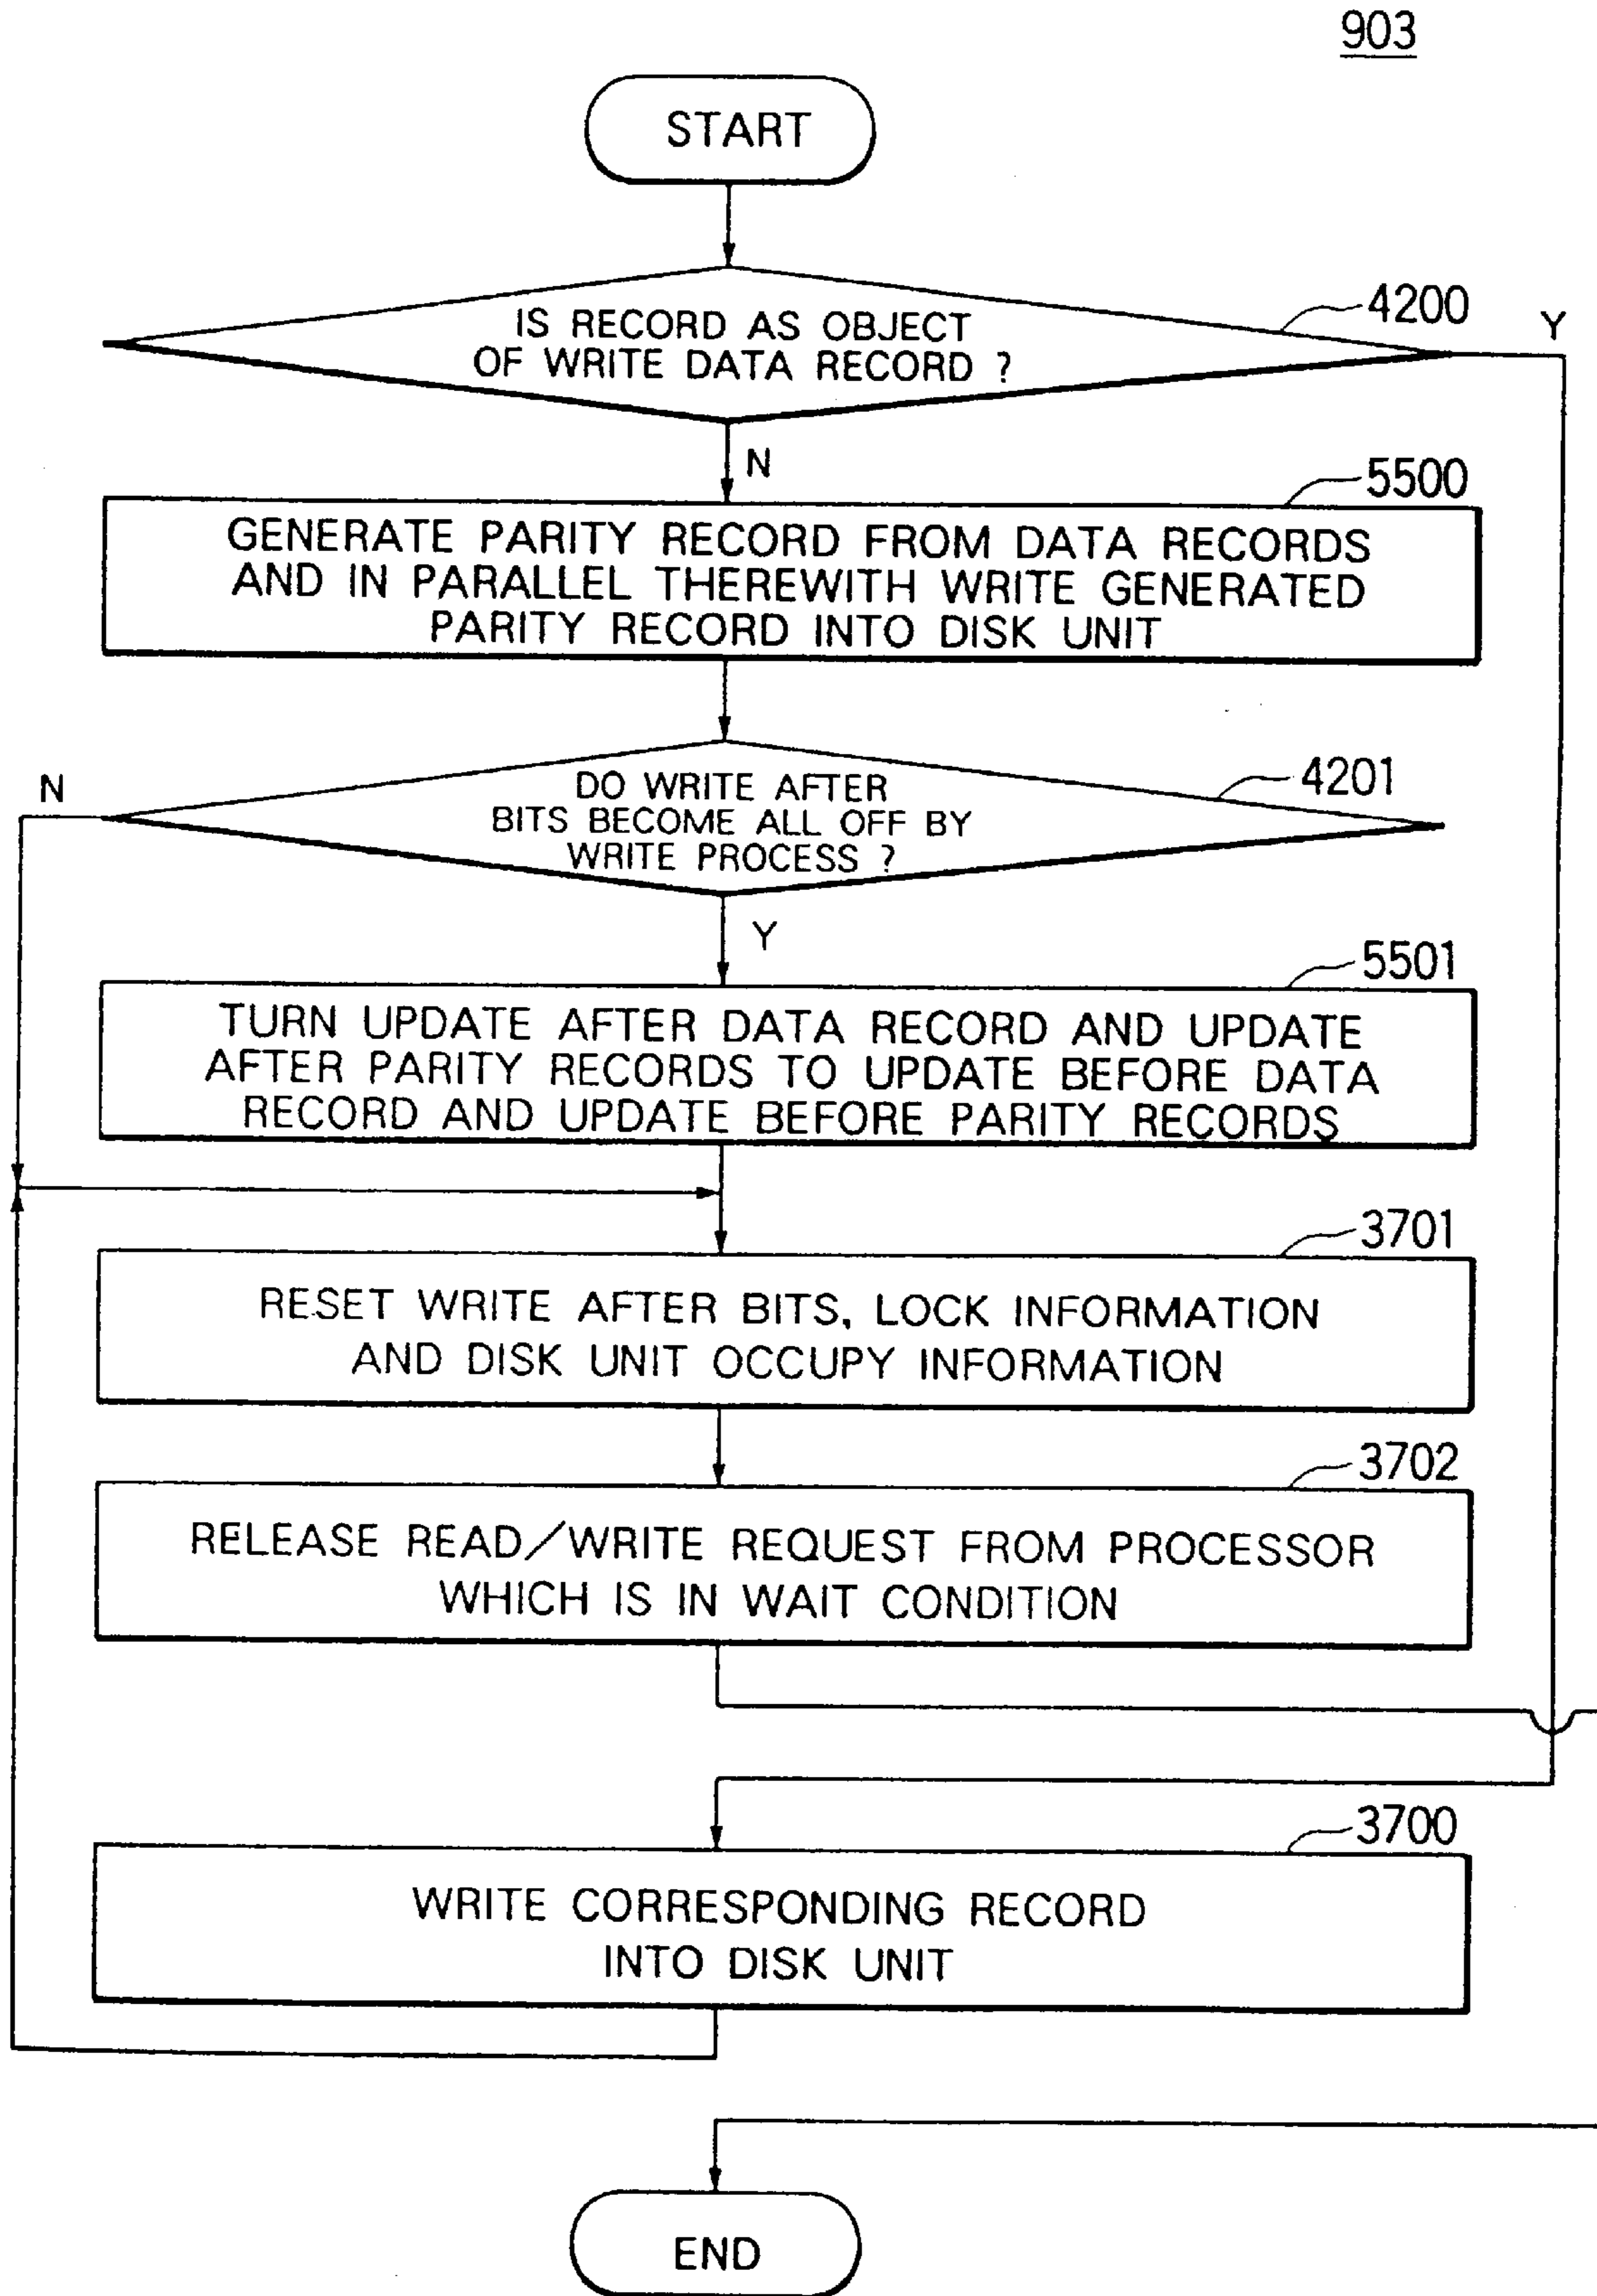 903
START
4200
Y
IS RECORD AS OBJECT
OF WRITE DATA RECORD ?
N
5500
GENERATE PARITY RECORD FROM DATA RECORDS
AND IN PARALLEL THEREWITH WRITE GENERATED
PARITY RECORD INTO DISK UNIT
N
4201
DO WRITE AFTER
BITS BECOME ALL OFF BY
WRITE PROCESS ?
Y
5501
TURN UPDATE AFTER DATA RECORD AND UPDATE
AFTER PARITY RECORDS TO UPDATE BEFORE DATA
RECORD AND UPDATE BEFORE PARITY RECORDS
3701
RESET WRITE AFTER BITS, LOCK INFORMATION
AND DISK UNIT OCCUPY INFORMATION
3702
RELEASE READ/WRITE REQUEST FROM PROCESSOR
WHICH IS IN WAIT CONDITION
3700
WRITE CORRESPONDING RECORD
INTO DISK UNIT
END